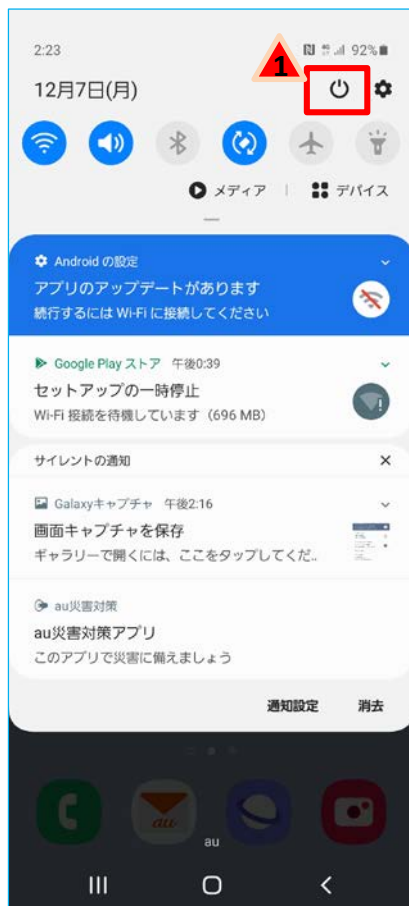 2:23 92%
1
12月7日(月)
メディア | デバイス
Android の設定
アプリのアップデートがあります
続行するには Wi-Fi に接続してください
Google Play ストア 午後0:39
セットアップの一時停止
Wi-Fi 接続を待機しています（696 MB）
サイレントの通知 ×
Galaxyキャプチャ 午後2:16
画面キャプチャを保存
ギャラリーで開くには、ここをタップしてくだ..
au災害対策
au災害対策アプリ
このアプリで災害に備えましょう
通知設定 消去
au
au